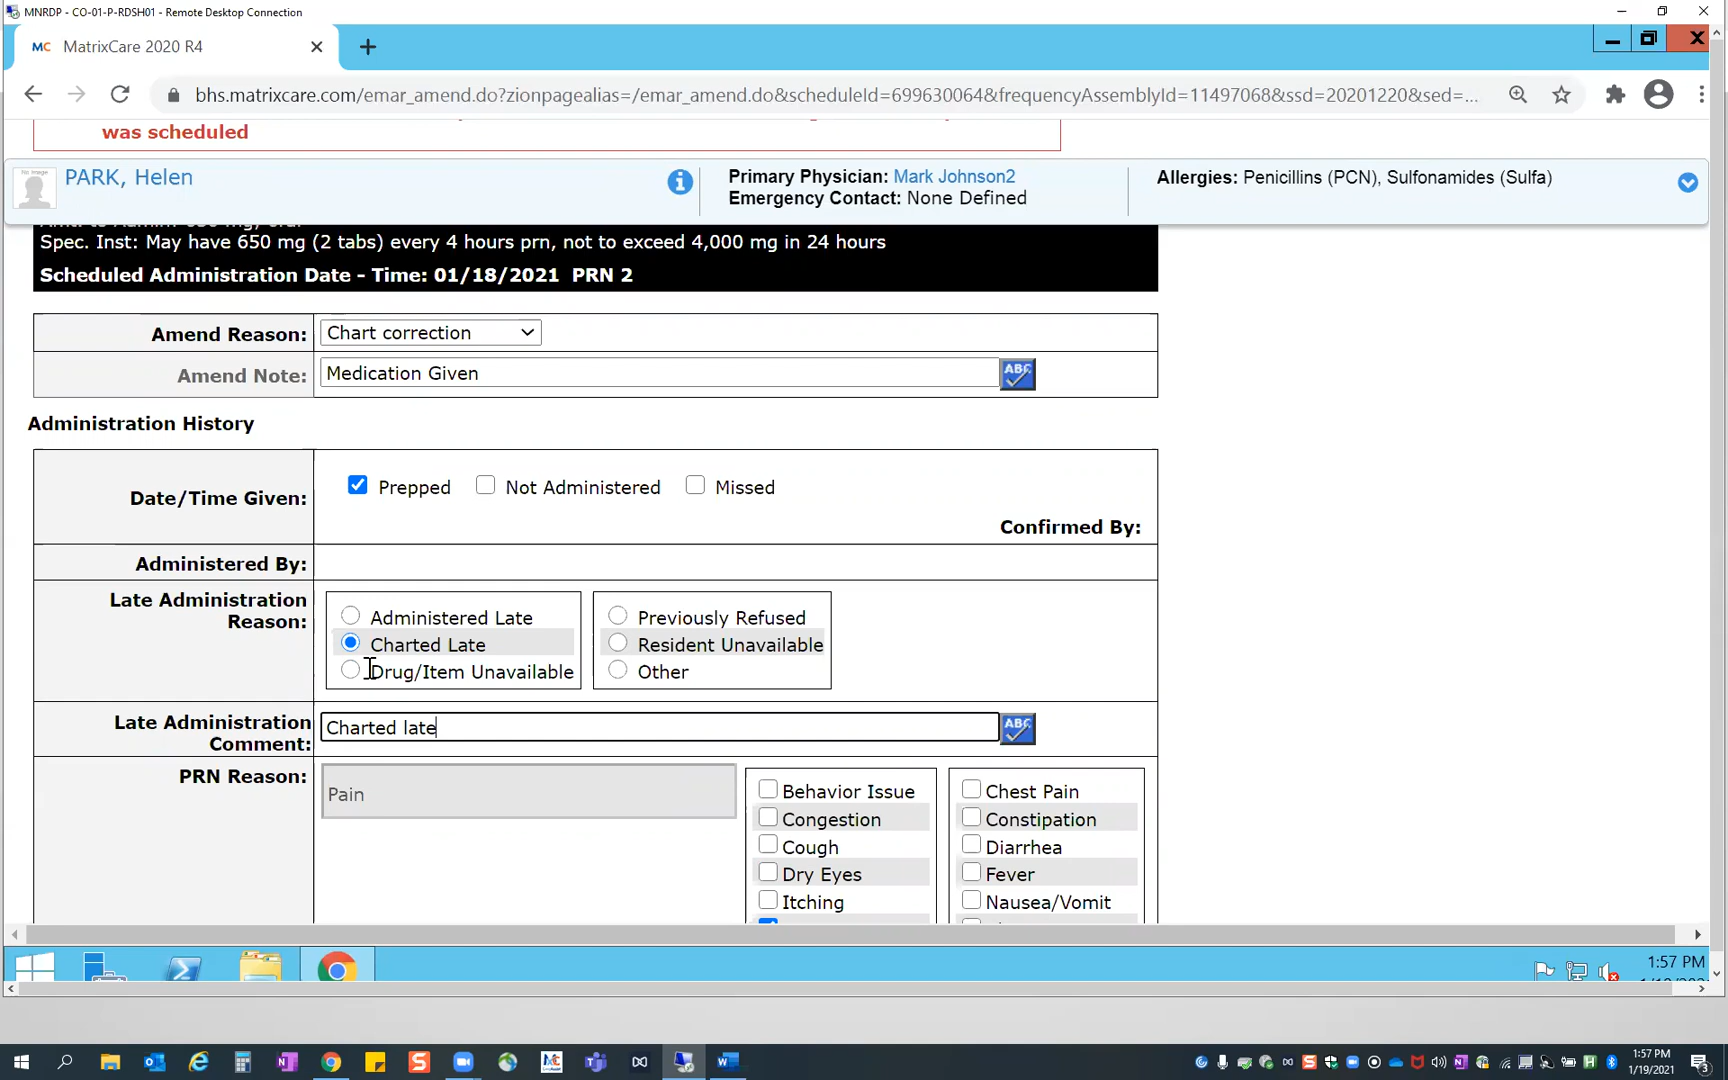 MNRDP - CO-01-P-RDSH01 - Remote Desktop Connection
MC MatrixCare 2020 R4
bhs.matrixcare.com/emar_amend.do?zionpagealias=/emar_amend.do&scheduleId=699630064&frequencyAssemblyId=11497068&ssd=20201220&sed=...
was scheduled
No Image
PARK, Helen
Primary Physician: Mark Johnson2
Emergency Contact: None Defined
Allergies: Penicillins (PCN), Sulfonamides (Sulfa)
Spec. Inst: May have 650 mg (2 tabs) every 4 hours prn, not to exceed 4,000 mg in 24 hours
Scheduled Administration Date - Time: 01/18/2021 PRN 2
Amend Reason: Chart correction
Amend Note: Medication Given ABC
Administration History
Date/Time Given: Prepped Not Administered Missed
Confirmed By:
Administered By:
Late Administration Reason:
Administered Late Previously Refused
Charted Late Resident Unavailable
Drug/Item Unavailable Other
Late Administration Comment: Charted late ABC
PRN Reason: Pain
Behavior Issue Chest Pain
Congestion Constipation
Cough Diarrhea
Dry Eyes Fever
Itching Nausea/Vomit
1:57 PM
1:57 PM
1/19/2021